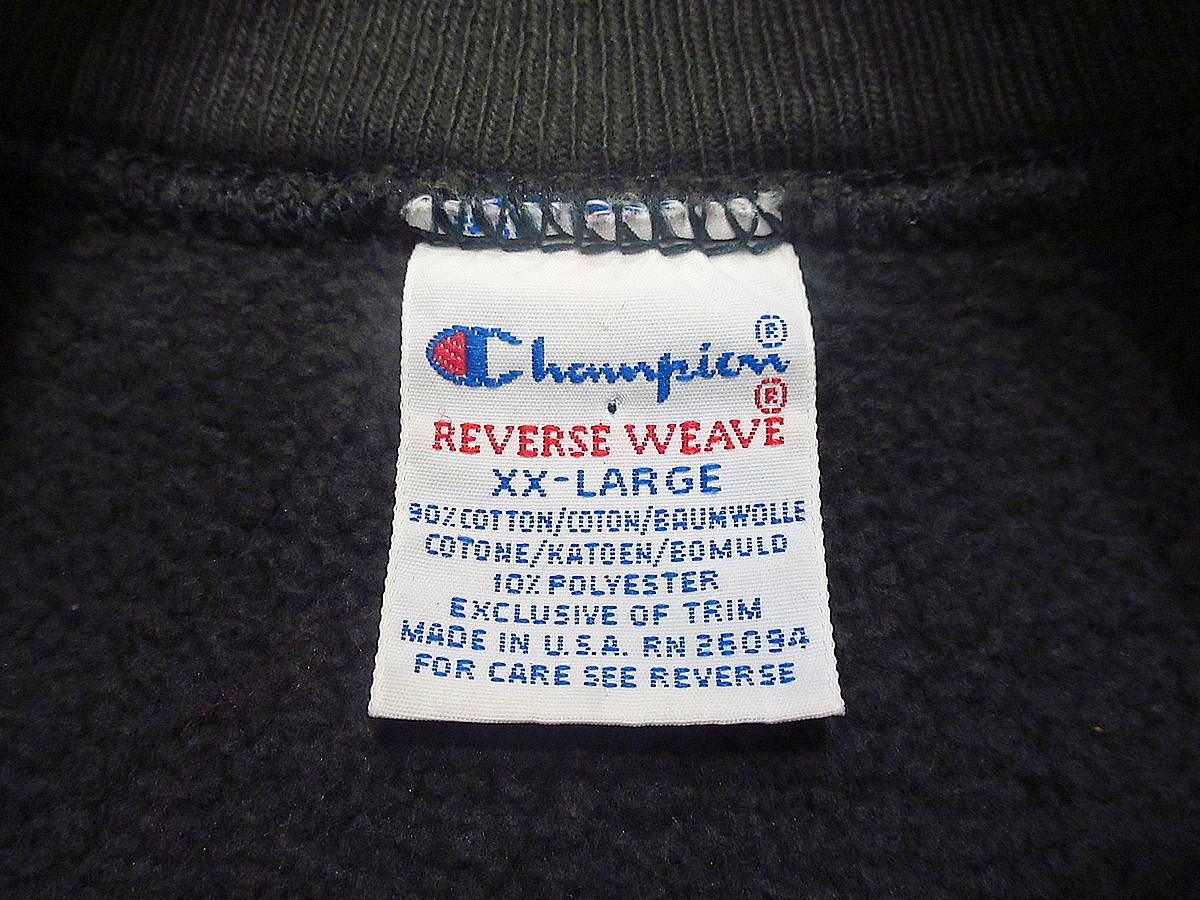 Champion®
REVERSE WEAVE®
XX-LARGE
90% COTTON/COTON/BAUMWOLLE
COTONE/KATOEN/BOMULD
10% POLYESTER
EXCLUSIVE OF TRIM
MADE IN U.S.A. RN 26094
FOR CARE SEE REVERSE